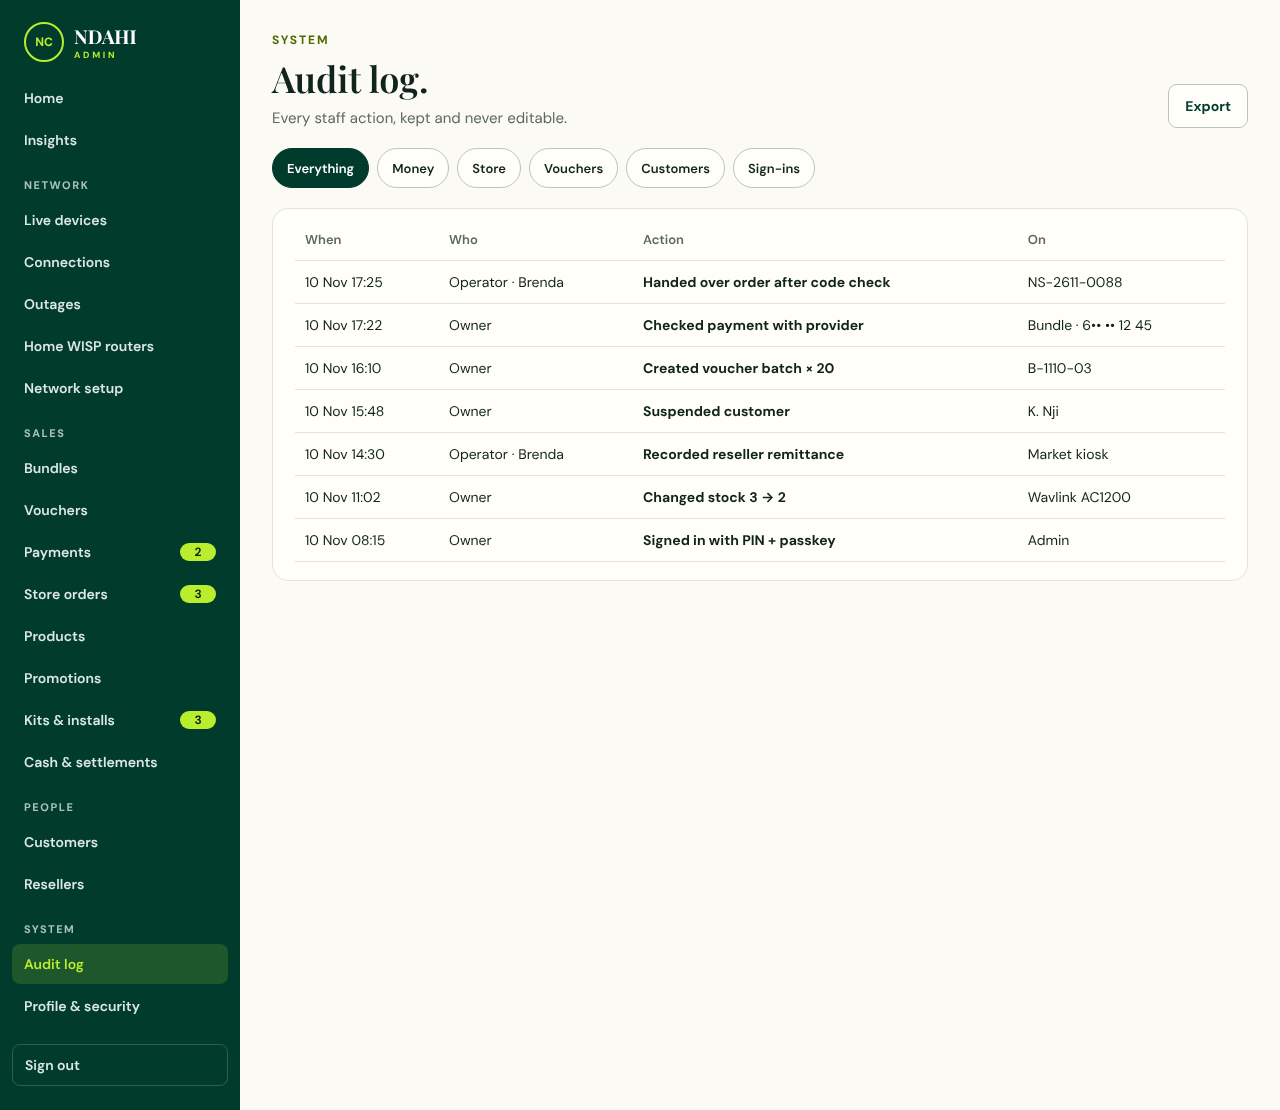 NC
NDAHI
ADMIN
Home
Insights
NETWORK
Live devices
Connections
Outages
Home WISP routers
Network setup
SALES
Bundles
Vouchers
Payments 2
Store orders 3
Products
Promotions
Kits & installs 3
Cash & settlements
PEOPLE
Customers
Resellers
SYSTEM
Audit log
Profile & security
Sign out
SYSTEM
Audit log.
Every staff action, kept and never editable.
Export
Everything Money Store Vouchers Customers Sign-ins
When Who Action On
10 Nov 17:25 Operator · Brenda Handed over order after code check NS-2611-0088
10 Nov 17:22 Owner Checked payment with provider Bundle · 6•• •• 12 45
10 Nov 16:10 Owner Created voucher batch × 20 B-1110-03
10 Nov 15:48 Owner Suspended customer K. Nji
10 Nov 14:30 Operator · Brenda Recorded reseller remittance Market kiosk
10 Nov 11:02 Owner Changed stock 3 → 2 Wavlink AC1200
10 Nov 08:15 Owner Signed in with PIN + passkey Admin